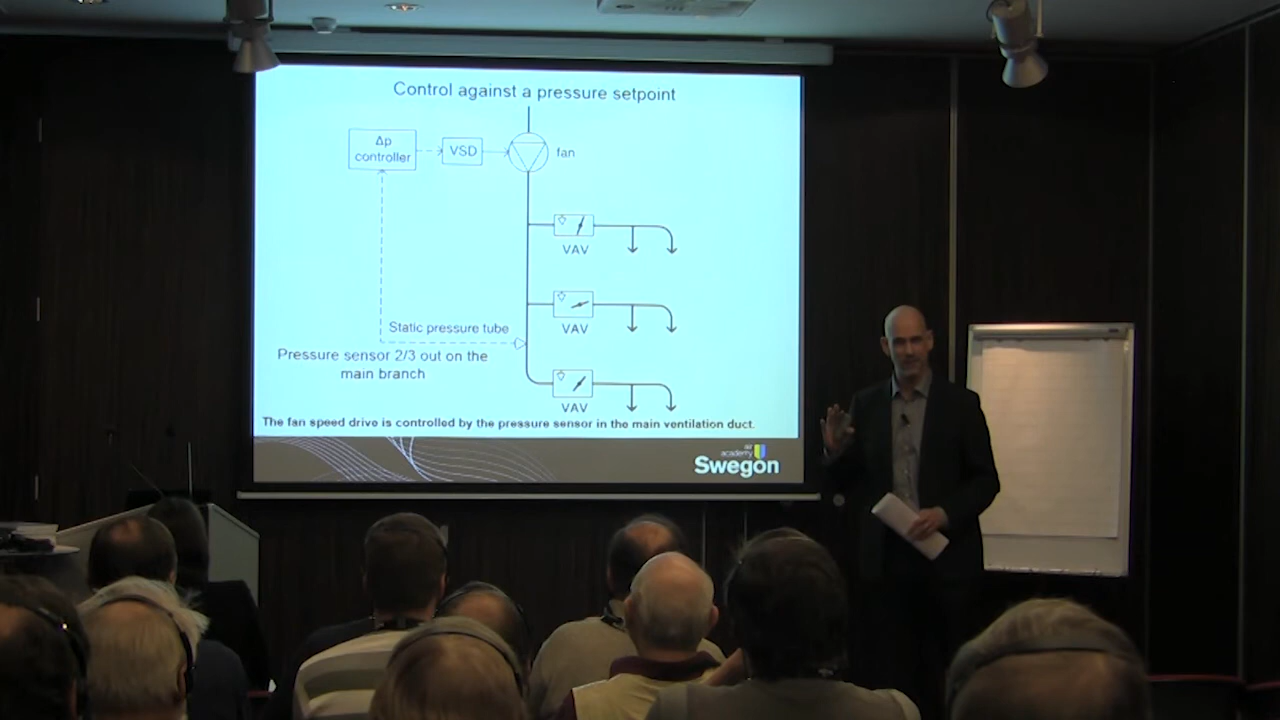 Control against a pressure setpoint
Δp
controller
VSD
fan
VAV
VAV
Static pressure tube
Pressure sensor 2/3 out on the
main branch
VAV
The fan speed drive is controlled by the pressure sensor in the main ventilation duct.
air
academy
Swegon